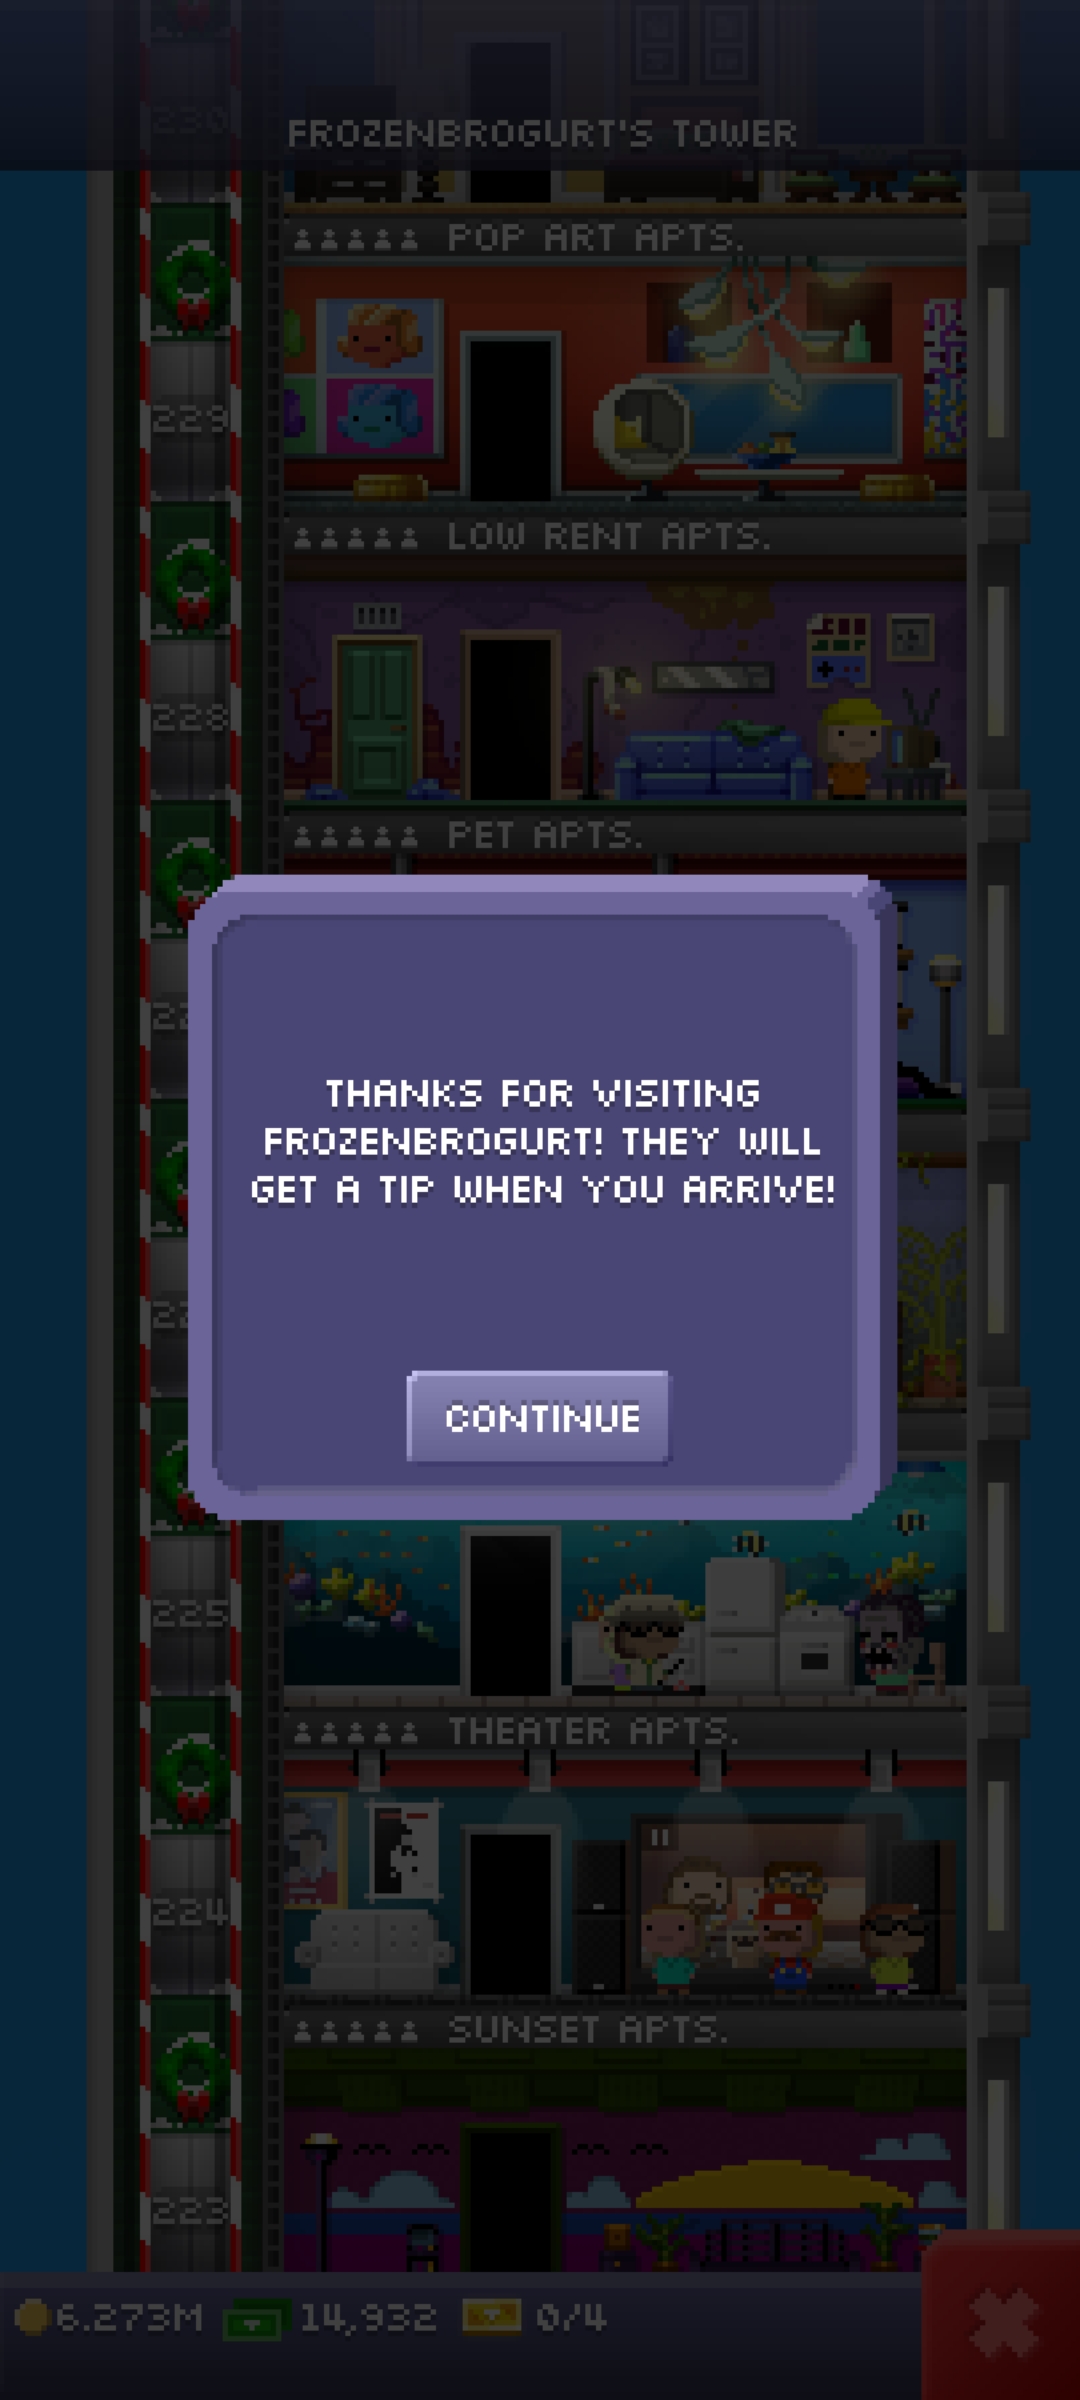 230
FROZENBROGURT'S TOWER
POP ART APTS.
229
LOW RENT APTS.
228
PET APTS.
THANKS FOR VISITING
FROZENBROGURT! THEY WILL
GET A TIP WHEN YOU ARRIVE!
CONTINUE
225
THEATER APTS.
224
SUNSET APTS.
223
6.273M 14,932 0/4